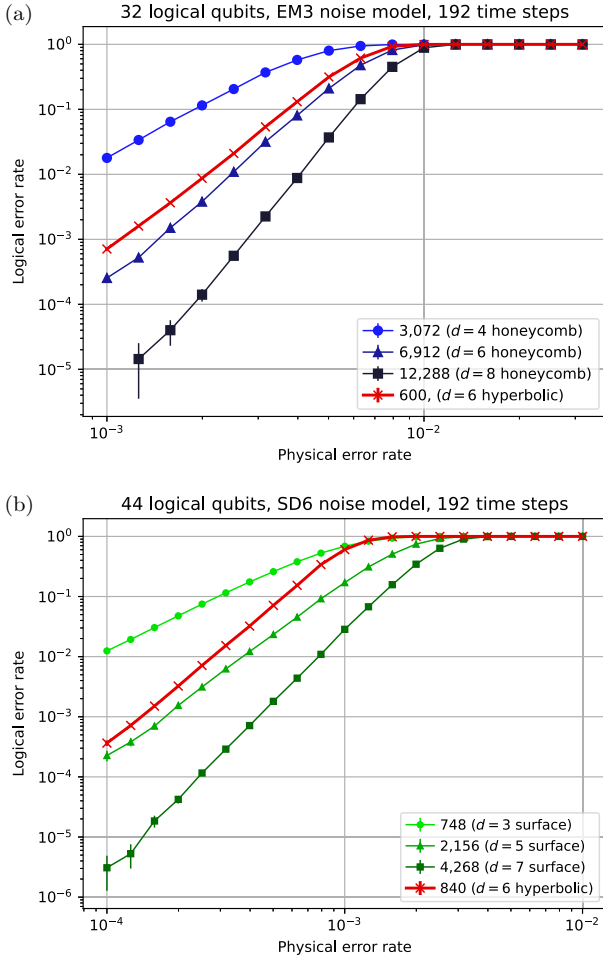 (a)
32 logical qubits, EM3 noise model, 192 time steps
10⁰
10⁻¹
10⁻²
10⁻³
10⁻⁴
10⁻⁵
Logical error rate
3,072 (d = 4 honeycomb)
6,912 (d = 6 honeycomb)
12,288 (d = 8 honeycomb)
600, (d = 6 hyperbolic)
10⁻³ 10⁻²
Physical error rate
(b)
44 logical qubits, SD6 noise model, 192 time steps
10⁰
10⁻¹
10⁻²
10⁻³
10⁻⁴
10⁻⁵
10⁻⁶
Logical error rate
748 (d = 3 surface)
2,156 (d = 5 surface)
4,268 (d = 7 surface)
840 (d = 6 hyperbolic)
10⁻⁴ 10⁻³ 10⁻²
Physical error rate